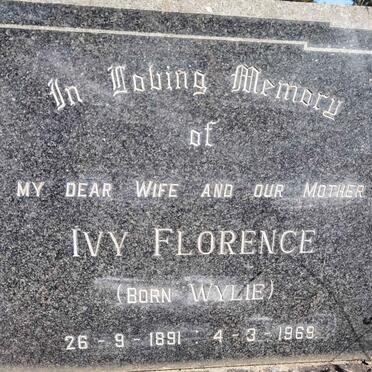 In Loving Memory
of
MY DEAR WIFE AND OUR MOTHER
IVY FLORENCE
(BORN WYLIE)
26 - 9 - 1891 : 4 - 3 - 1969